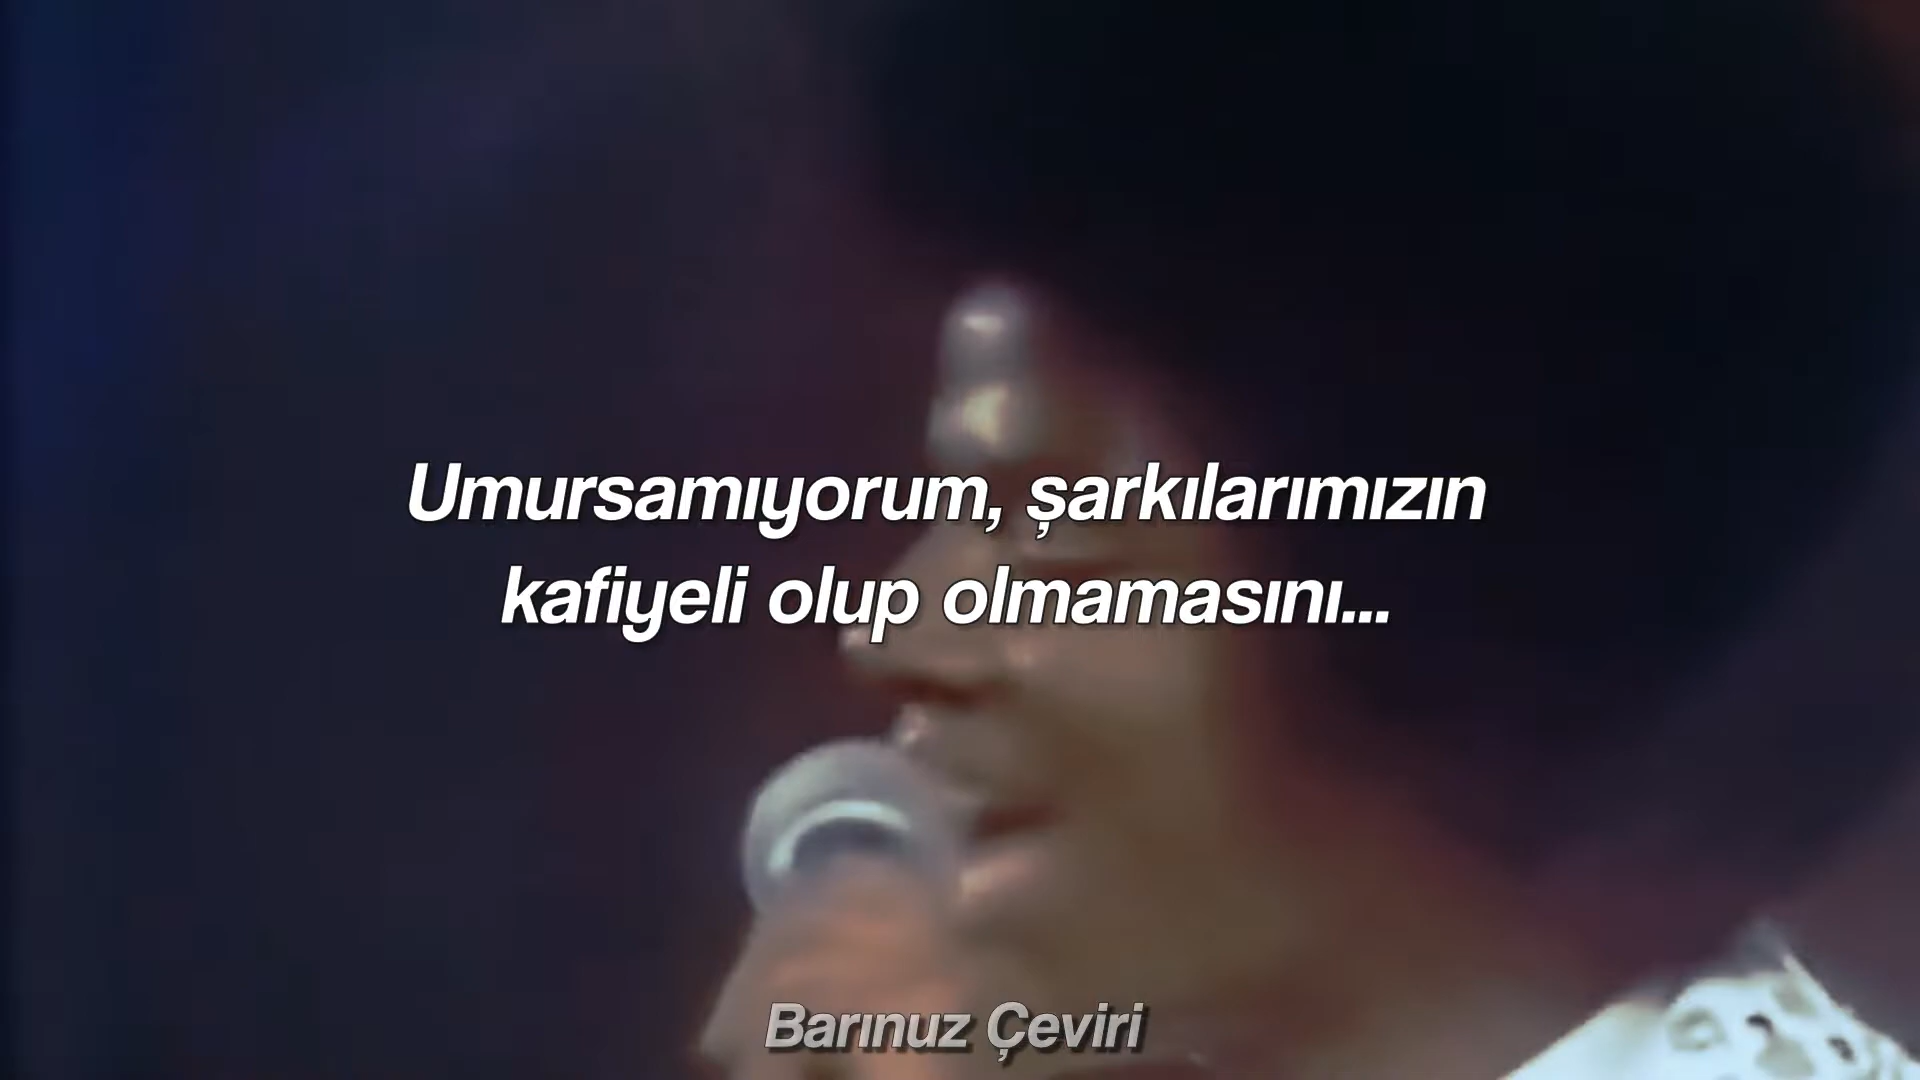 Umursamıyorum, şarkılarımızın
kafiyeli olup olmamasını...
Barınuz Çeviri